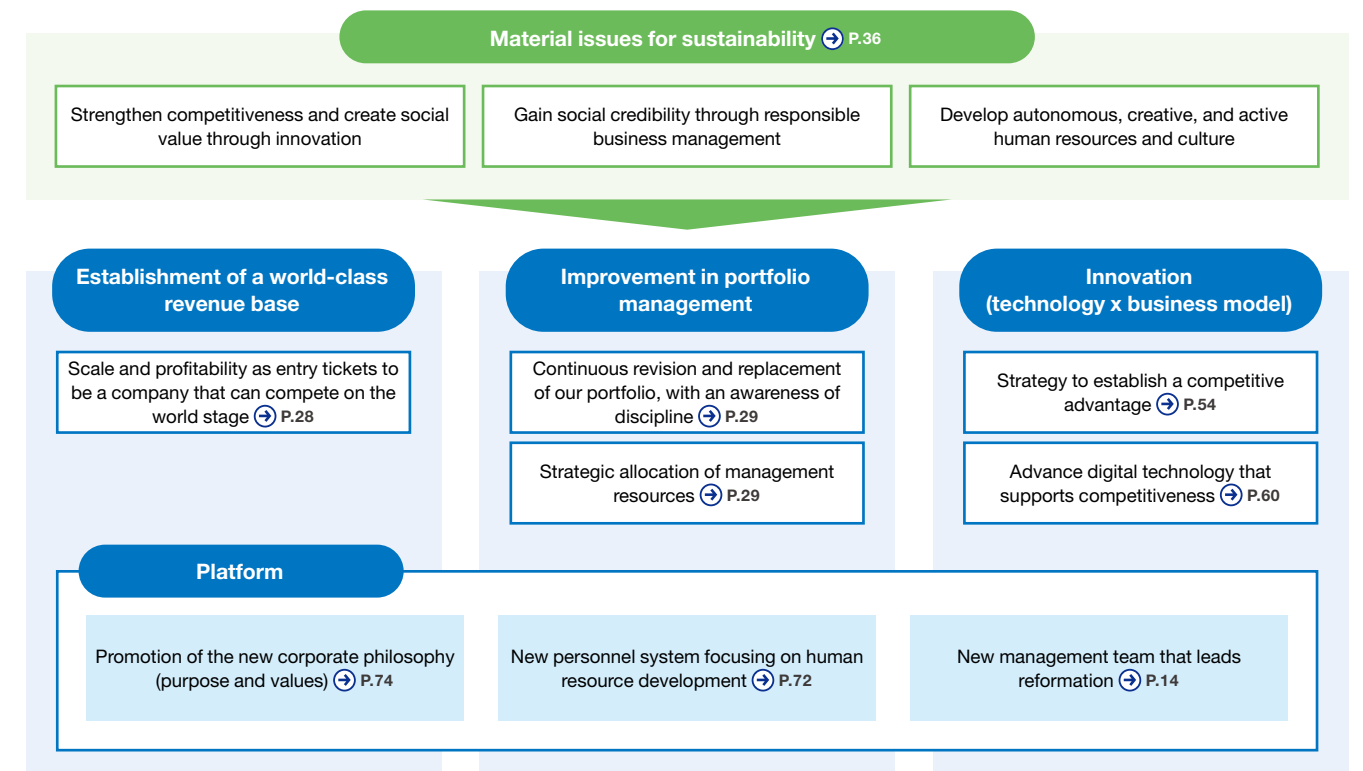 Material issues for sustainability P.36
Strengthen competitiveness and create social
value through innovation
Gain social credibility through responsible
business management
Develop autonomous, creative, and active
human resources and culture
Establishment of a world-class
revenue base
Scale and profitability as entry tickets to
be a company that can compete on the
world stage P.28
Improvement in portfolio
management
Continuous revision and replacement
of our portfolio, with an awareness of
discipline P.29
Strategic allocation of management
resources P.29
Innovation
(technology x business model)
Strategy to establish a competitive
advantage P.54
Advance digital technology that
supports competitiveness P.60
Platform
Promotion of the new corporate philosophy
(purpose and values) P.74
New personnel system focusing on human
resource development P.72
New management team that leads
reformation P.14